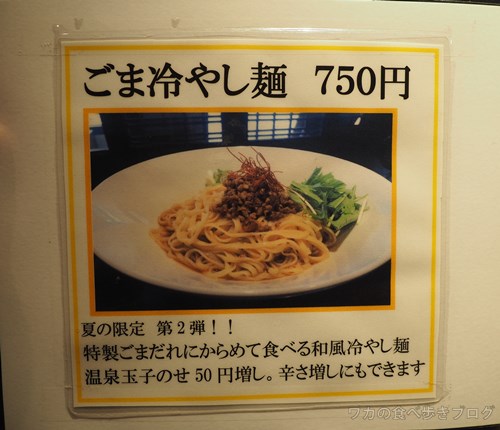 ごま冷やし麺 750円
夏の限定 第2弾！！
特製ごまだれにからめて食べる和風冷やし麺
温泉玉子のせ50円増し。辛さ増しにもできます
ワカの食べ歩きブログ